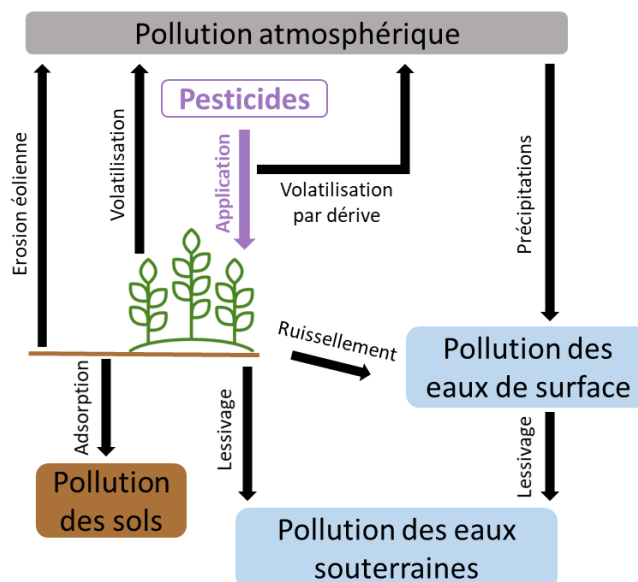 Pollution atmosphérique
Pesticides
Erosion éolienne
Volatilisation
Application
Volatilisation
par dérive
Précipitations
Ruissellement
Pollution des
eaux de surface
Adsorption
Lessivage
Lessivage
Pollution
des sols
Pollution des eaux
souterraines